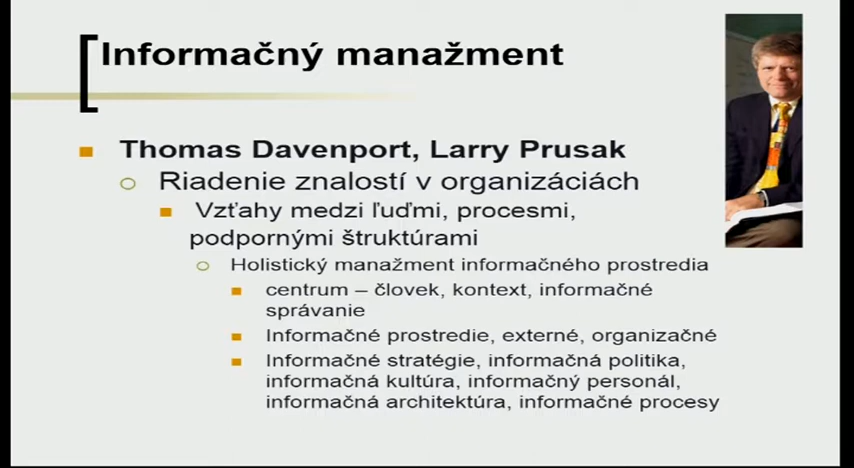 Informačný manažment
Thomas Davenport, Larry Prusak
Riadenie znalostí v organizáciách
Vzťahy medzi ľuďmi, procesmi,
podpornými štruktúrami
Holistický manažment informačného prostredia
centrum – človek, kontext, informačné
správanie
Informačné prostredie, externé, organizačné
Informačné stratégie, informačná politika,
informačná kultúra, informačný personál,
informačná architektúra, informačné procesy